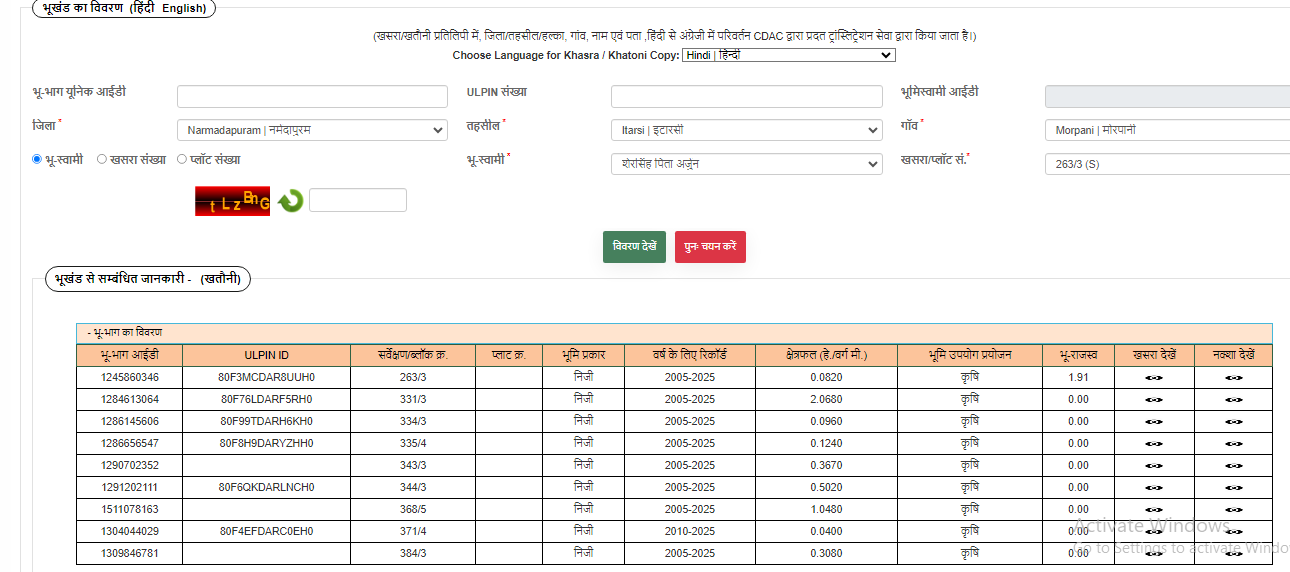 भूखंड का विवरण (हिंदी English)
(खसरा/खतौनी प्रतिलिपी में, जिला/तहसील/हल्का, गांव, नाम एवं पता ,हिंदी से अंग्रेजी में परिवर्तन CDAC द्वारा प्रदत ट्रांस्लिट्रेशन सेवा द्वारा किया जाता है।)
Choose Language for Khasra / Khatoni Copy: Hindi | हिन्दी
भू-भाग यूनिक आईडी ULPIN संख्या भूमिस्वामी आईडी
जिला * Narmadapuram | नर्मदापुरम तहसील * Itarsi | इटारसी गाँव * Morpani | मोरपानी
भू-स्वामी खसरा संख्या प्लॉट संख्या भू-स्वामी * शेरसिंह पिता अर्जुन खसरा/प्लॉट सं.* 263/3 (S)
tLzBnG
विवरण देखें पुनः चयन करें
भूखंड से सम्बंधित जानकारी - (खतौनी)
- भू-भाग का विवरण
भू-भाग आईडी ULPIN ID सर्वेक्षण/ब्लॉक क्र. प्लाट क्र. भूमि प्रकार वर्ष के लिए रिकॉर्ड क्षेत्रफल (हे./वर्ग मी.) भूमि उपयोग प्रयोजन भू-राजस्व खसरा देखें नक्शा देखें
1245860346 80F3MCDAR8UUH0 263/3 निजी 2005-2025 0.0820 कृषि 1.91
1284613064 80F76LDARF5RH0 331/3 निजी 2005-2025 2.0680 कृषि 0.00
1286145606 80F99TDARH6KH0 334/3 निजी 2005-2025 0.0960 कृषि 0.00
1286656547 80F8H9DARYZHH0 335/4 निजी 2005-2025 0.1240 कृषि 0.00
1290702352 343/3 निजी 2005-2025 0.3670 कृषि 0.00
1291202111 80F6QKDARLNCH0 344/3 निजी 2005-2025 0.5020 कृषि 0.00
1511078163 368/5 निजी 2005-2025 1.0480 कृषि 0.00
1304044029 80F4EFDARC0EH0 371/4 निजी 2010-2025 0.0400 कृषि 0.00
1309846781 384/3 निजी 2005-2025 0.3080 कृषि 0.00
Activate Windows
Go to Settings to activate Windo